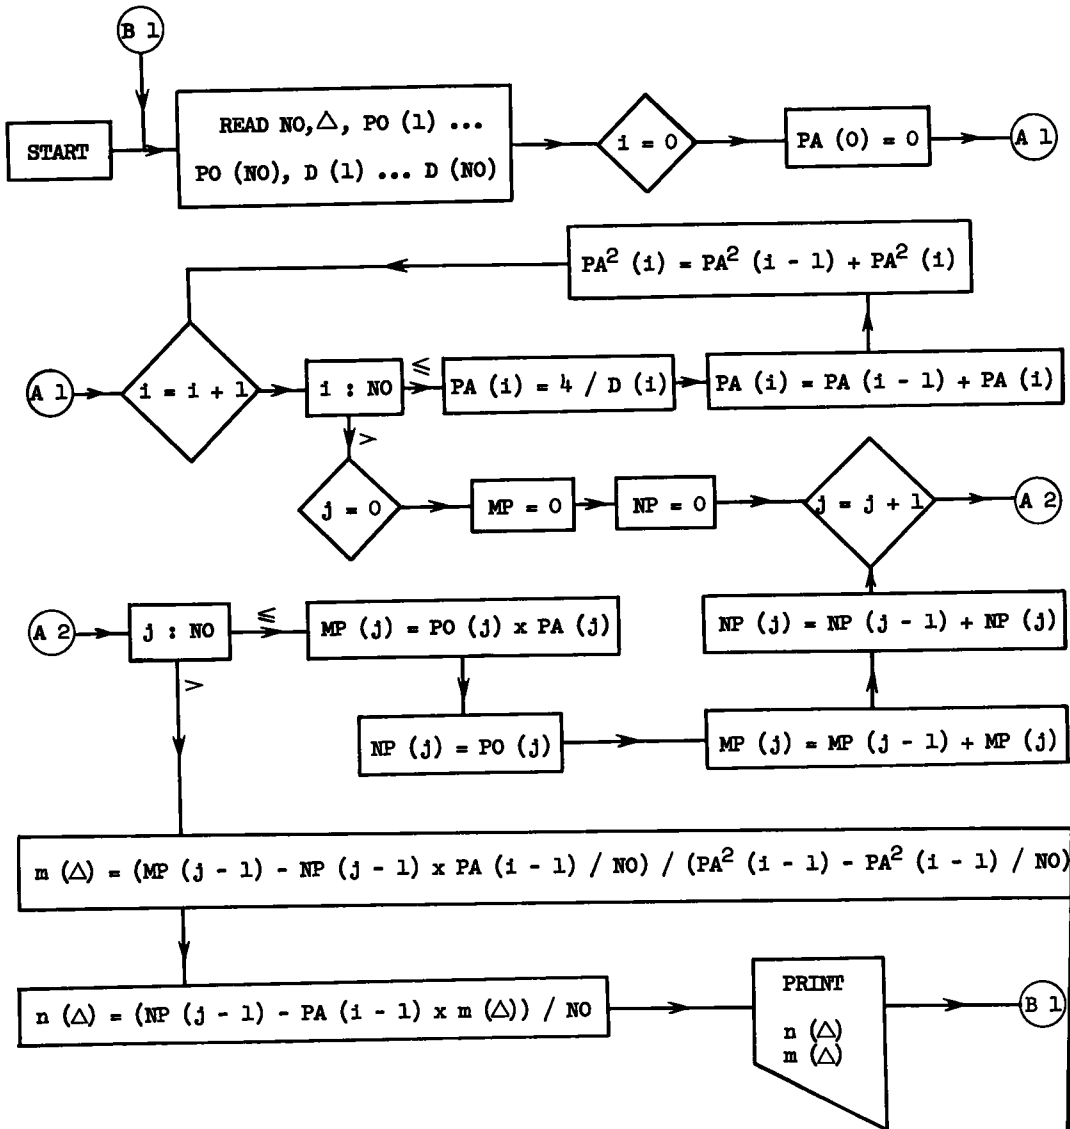 B 1
START
READ NO, △, PO (1) ...
PO (NO), D (1) ... D (NO)
i = 0
PA (0) = 0
A 1
PA² (i) = PA² (i - 1) + PA² (i)
A 1
i = i + 1
i : NO
≤
PA (i) = 4 / D (i)
PA (i) = PA (i - 1) + PA (i)
>
j = 0
MP = 0
NP = 0
j = j + 1
A 2
A 2
j : NO
≤
MP (j) = PO (j) x PA (j)
NP (j) = NP (j - 1) + NP (j)
>
NP (j) = PO (j)
MP (j) = MP (j - 1) + MP (j)
m (△) = (MP (j - 1) - NP (j - 1) x PA (i - 1) / NO) / (PA² (i - 1) - PA² (i - 1) / NO)
n (△) = (NP (j - 1) - PA (i - 1) x m (△)) / NO
PRINT
n (△)
m (△)
B 1